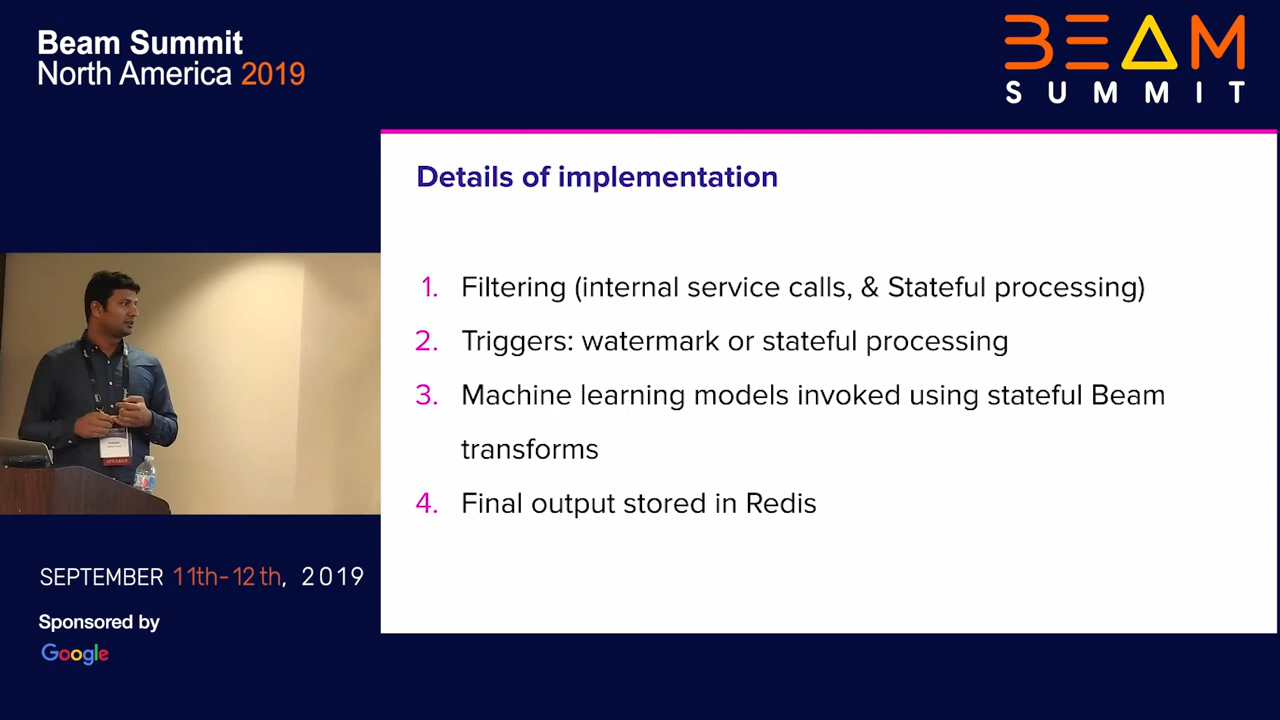 Beam Summit
North America 2019
BEAM
SUMMIT
Details of implementation
1. Filtering (internal service calls, & Stateful processing)
2. Triggers: watermark or stateful processing
3. Machine learning models invoked using stateful Beam
transforms
4. Final output stored in Redis
SEPTEMBER 11th-12th, 2019
Sponsored by
Google